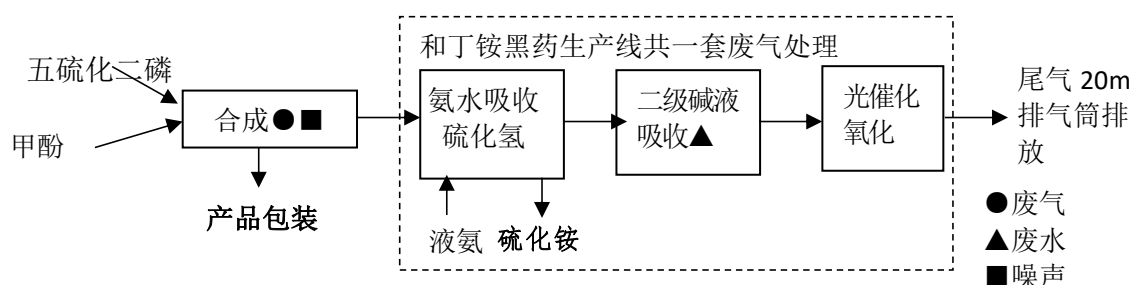 和丁铵黑药生产线共一套废气处理
五硫化二磷
甲酚
合成●■
产品包装
氨水吸收
硫化氢
液氨
硫化铵
二级碱液
吸收▲
光催化
氧化
尾气 20m
排气筒排
放
●废气
▲废水
■噪声